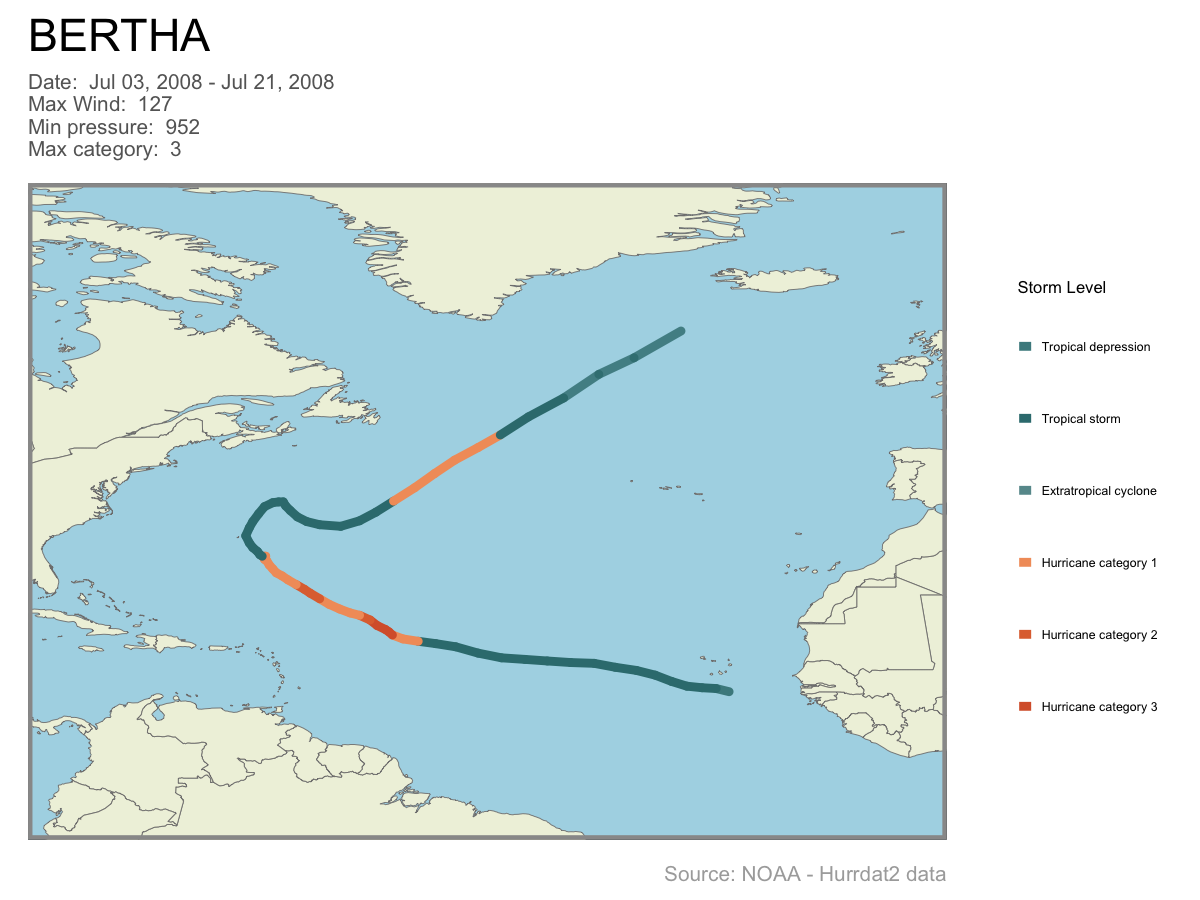 BERTHA
Date:  Jul 03, 2008 - Jul 21, 2008
Max Wind:  127
Min pressure:  952
Max category:  3
Storm Level
Tropical depression
Tropical storm
Extratropical cyclone
Hurricane category 1
Hurricane category 2
Hurricane category 3
Source: NOAA - Hurrdat2 data